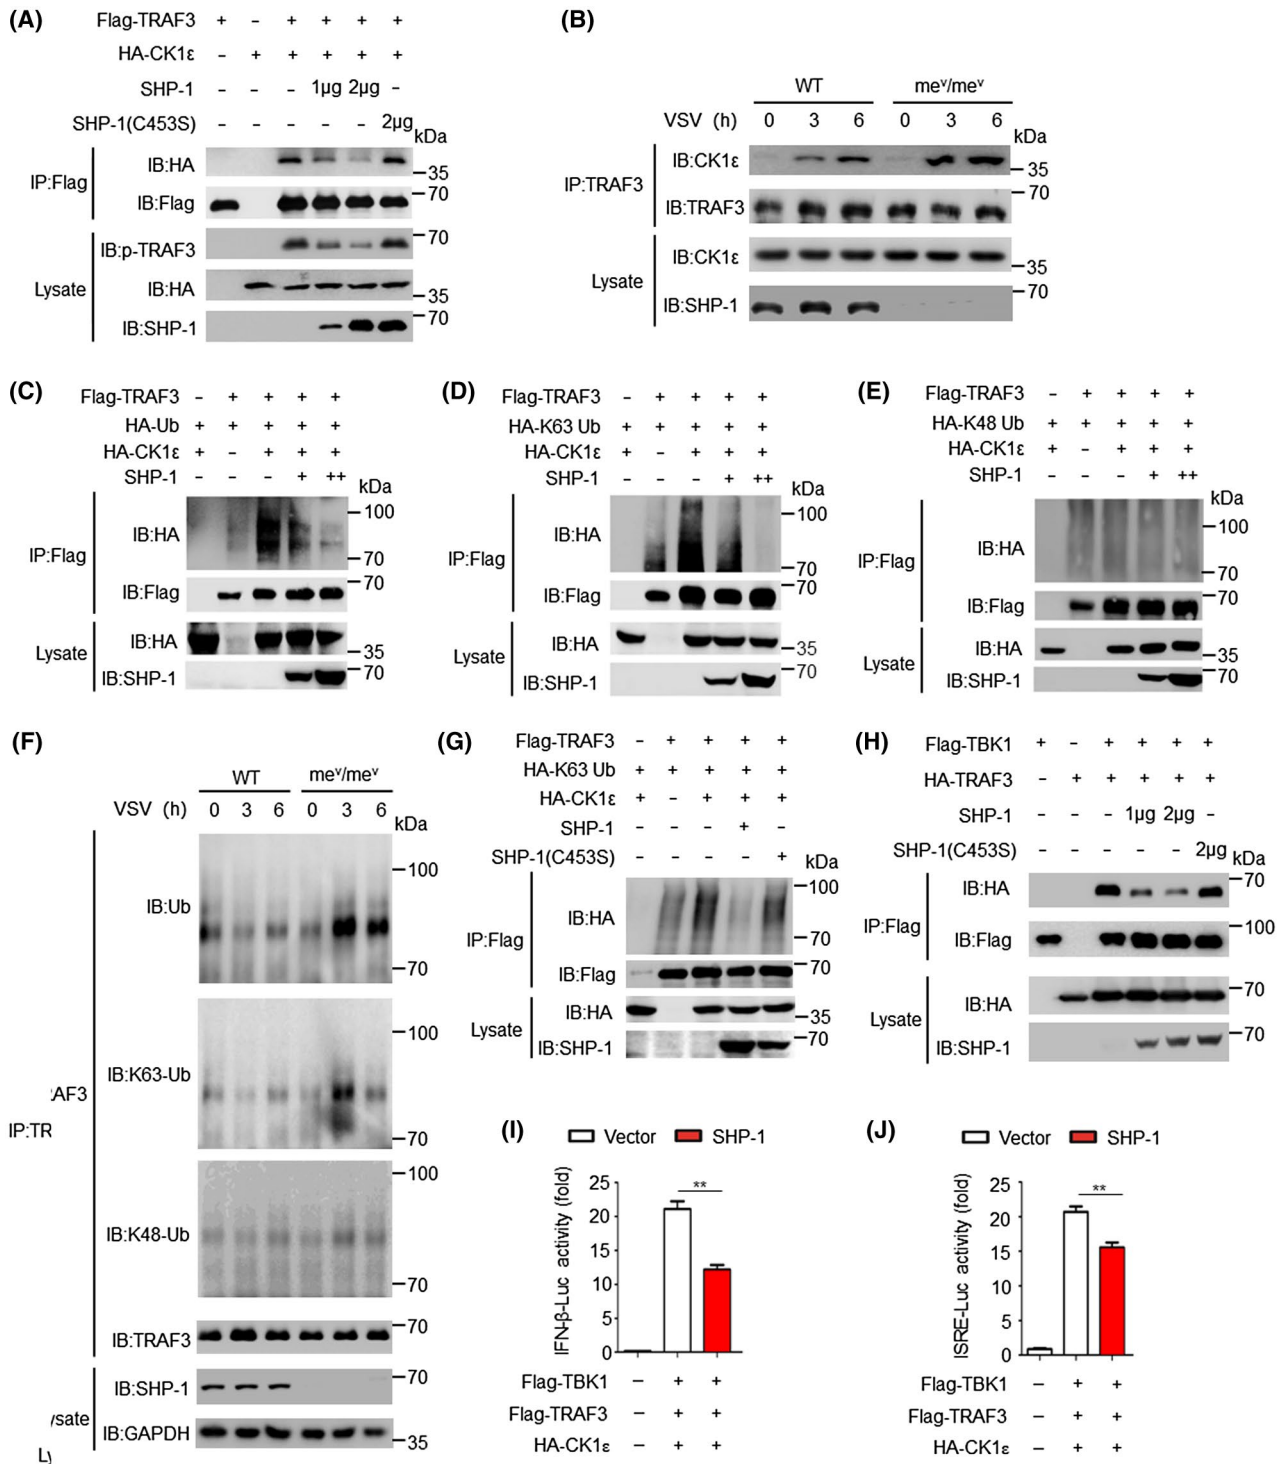 (A)
Flag-TRAF3 + – + + + +
HA-CK1ε – + + + + +
SHP-1 – – – 1μg 2μg –
SHP-1(C453S) – – – – – 2μg
kDa
IP:Flag
IB:HA
35
IB:Flag
70
Lysate
IB:p-TRAF3
70
IB:HA
35
IB:SHP-1
70
(B)
WT meᵛ/meᵛ
VSV (h) 0 3 6 0 3 6
kDa
IP:TRAF3
IB:CK1ε
35
IB:TRAF3
70
Lysate
IB:CK1ε
35
IB:SHP-1
70
(C)
Flag-TRAF3 – + + + +
HA-Ub + + + + +
HA-CK1ε + – + + +
SHP-1 – – – + ++
kDa
IP:Flag
IB:HA
100
70
IB:Flag
70
Lysate
IB:HA
35
IB:SHP-1
70
(D)
Flag-TRAF3 – + + + +
HA-K63 Ub + + + + +
HA-CK1ε + – + + +
SHP-1 – – – + ++
kDa
IP:Flag
IB:HA
100
70
IB:Flag
70
Lysate
IB:HA
35
IB:SHP-1
70
(E)
Flag-TRAF3 – + + + +
HA-K48 Ub + + + + +
HA-CK1ε + – + + +
SHP-1 – – – + ++
kDa
IP:Flag
IB:HA
100
70
IB:Flag
70
Lysate
IB:HA
35
IB:SHP-1
70
(F)
WT meᵛ/meᵛ
VSV (h) 0 3 6 0 3 6
kDa
IB:Ub
100
70
IB:K63-Ub
100
70
AF3
IP:TR
IB:K48-Ub
100
70
IB:TRAF3
70
IB:SHP-1
70
ysate
IB:GAPDH
35
Ly
(G)
Flag-TRAF3 – + + + +
HA-K63 Ub + + + + +
HA-CK1ε + – + + +
SHP-1 – – – + –
SHP-1(C453S) – – – – +
kDa
IP:Flag
IB:HA
100
70
IB:Flag
70
Lysate
IB:HA
35
IB:SHP-1
70
(H)
Flag-TBK1 + – + + + +
HA-TRAF3 – + + + + +
SHP-1 – – – 1μg 2μg –
SHP-1(C453S) – – – – – 2μg
kDa
IP:Flag
IB:HA
70
IB:Flag
100
Lysate
IB:HA
70
IB:SHP-1
70
(I)
Vector SHP-1
IFN-β-Luc activity (fold)
25
20
15
10
5
0
**
Flag-TBK1 – + +
Flag-TRAF3 – + +
HA-CK1ε – + +
(J)
Vector SHP-1
ISRE-Luc activity (fold)
25
20
15
10
5
0
**
Flag-TBK1 – + +
Flag-TRAF3 – + +
HA-CK1ε – + +